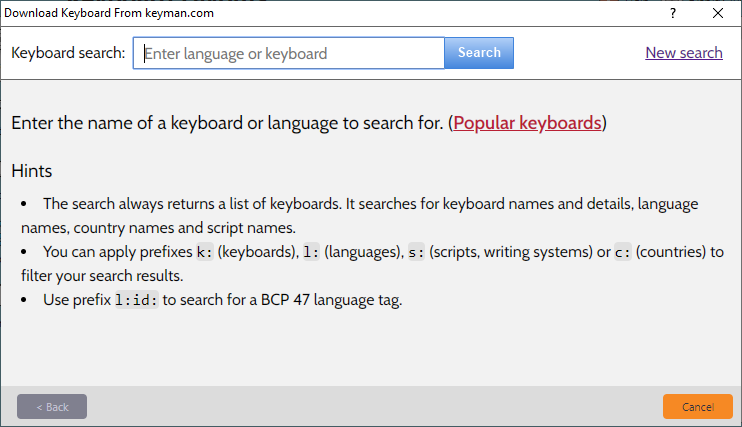 Download Keyboard From keyman.com
? ×
Keyboard search: Enter language or keyboard Search New search
Enter the name of a keyboard or language to search for. (Popular keyboards)
Hints
• The search always returns a list of keyboards. It searches for keyboard names and details, language
names, country names and script names.
• You can apply prefixes k: (keyboards), l: (languages), s: (scripts, writing systems) or c: (countries) to
filter your search results.
• Use prefix l:id: to search for a BCP 47 language tag.
< Back Cancel